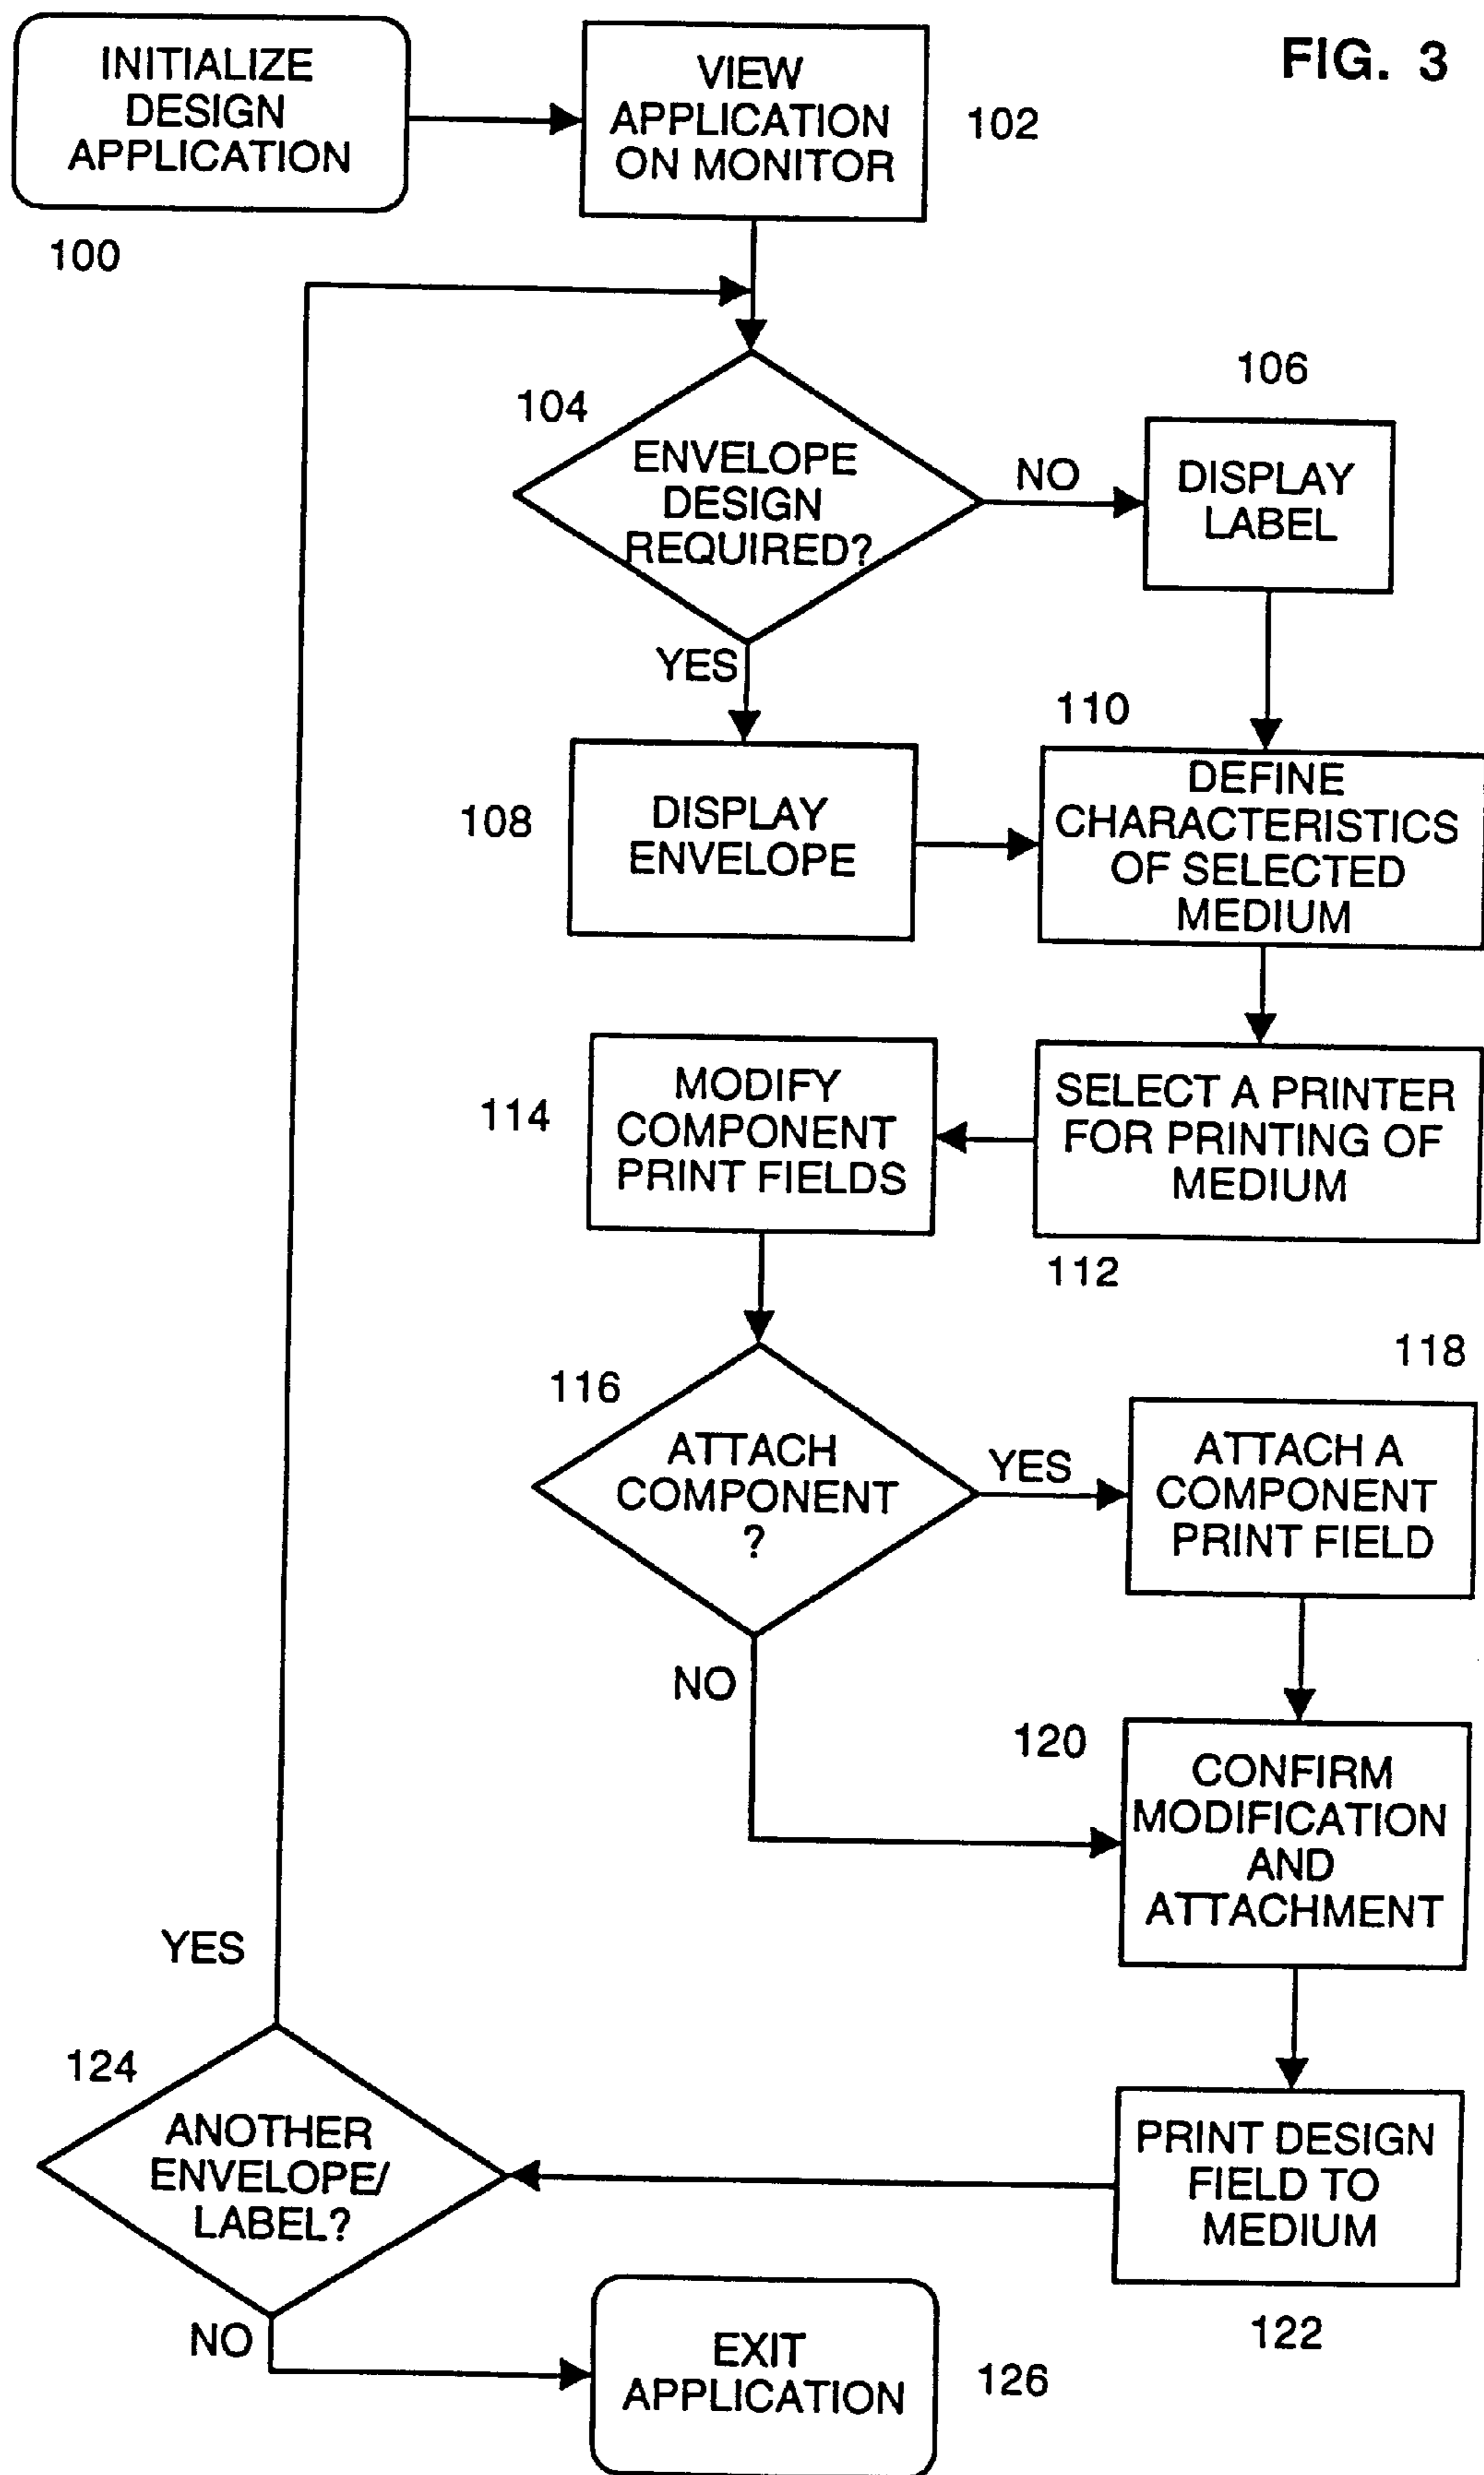 FIG. 3
INITIALIZE
DESIGN
APPLICATION
100
VIEW
APPLICATION
ON MONITOR
102
104
ENVELOPE
DESIGN
REQUIRED?
NO
YES
106
DISPLAY
LABEL
108
DISPLAY
ENVELOPE
110
DEFINE
CHARACTERISTICS
OF SELECTED
MEDIUM
SELECT A PRINTER
FOR PRINTING OF
MEDIUM
112
114
MODIFY
COMPONENT
PRINT FIELDS
116
ATTACH
COMPONENT
?
YES
NO
118
ATTACH A
COMPONENT
PRINT FIELD
120
CONFIRM
MODIFICATION
AND
ATTACHMENT
PRINT DESIGN
FIELD TO
MEDIUM
122
YES
124
ANOTHER
ENVELOPE/
LABEL?
NO
EXIT
APPLICATION
126